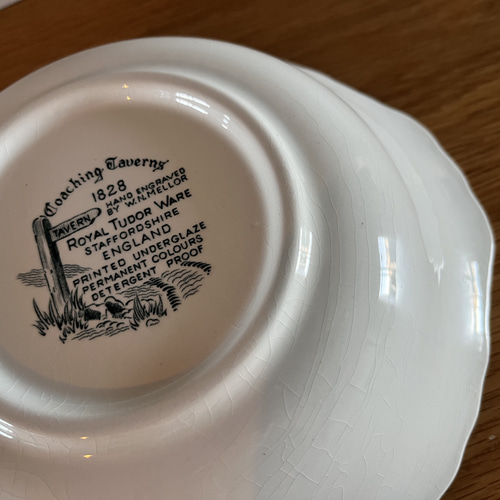 Coaching Taverns
1828
HAND ENGRAVED
BY W.N.MELLOR
TAVERN
ROYAL TUDOR WARE
STAFFORDSHIRE
ENGLAND
PRINTED UNDERGLAZE
PERMANENT COLOURS
DETERGENT PROOF